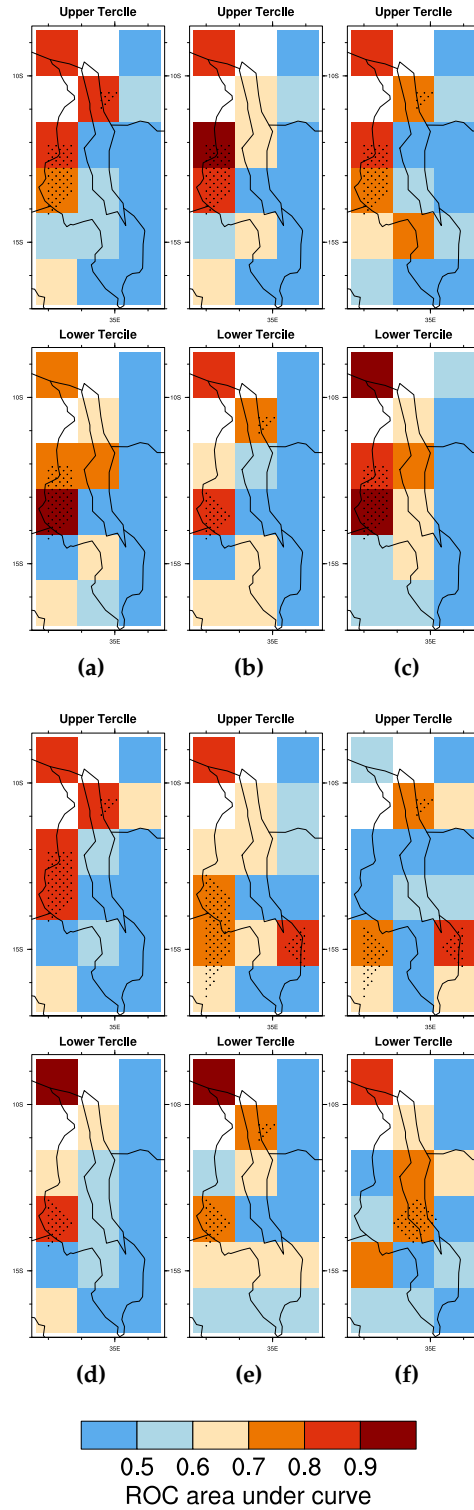 Upper Tercile Upper Tercile Upper Tercile
10S 10S 10S
15S 15S 15S
35E 35E 35E
Lower Tercile Lower Tercile Lower Tercile
10S 10S 10S
15S 15S 15S
35E 35E 35E
(a) (b) (c)
Upper Tercile Upper Tercile Upper Tercile
10S 10S 10S
15S 15S 15S
35E 35E 35E
Lower Tercile Lower Tercile Lower Tercile
10S 10S 10S
15S 15S 15S
35E 35E 35E
(d) (e) (f)
0.5 0.6 0.7 0.8 0.9
ROC area under curve